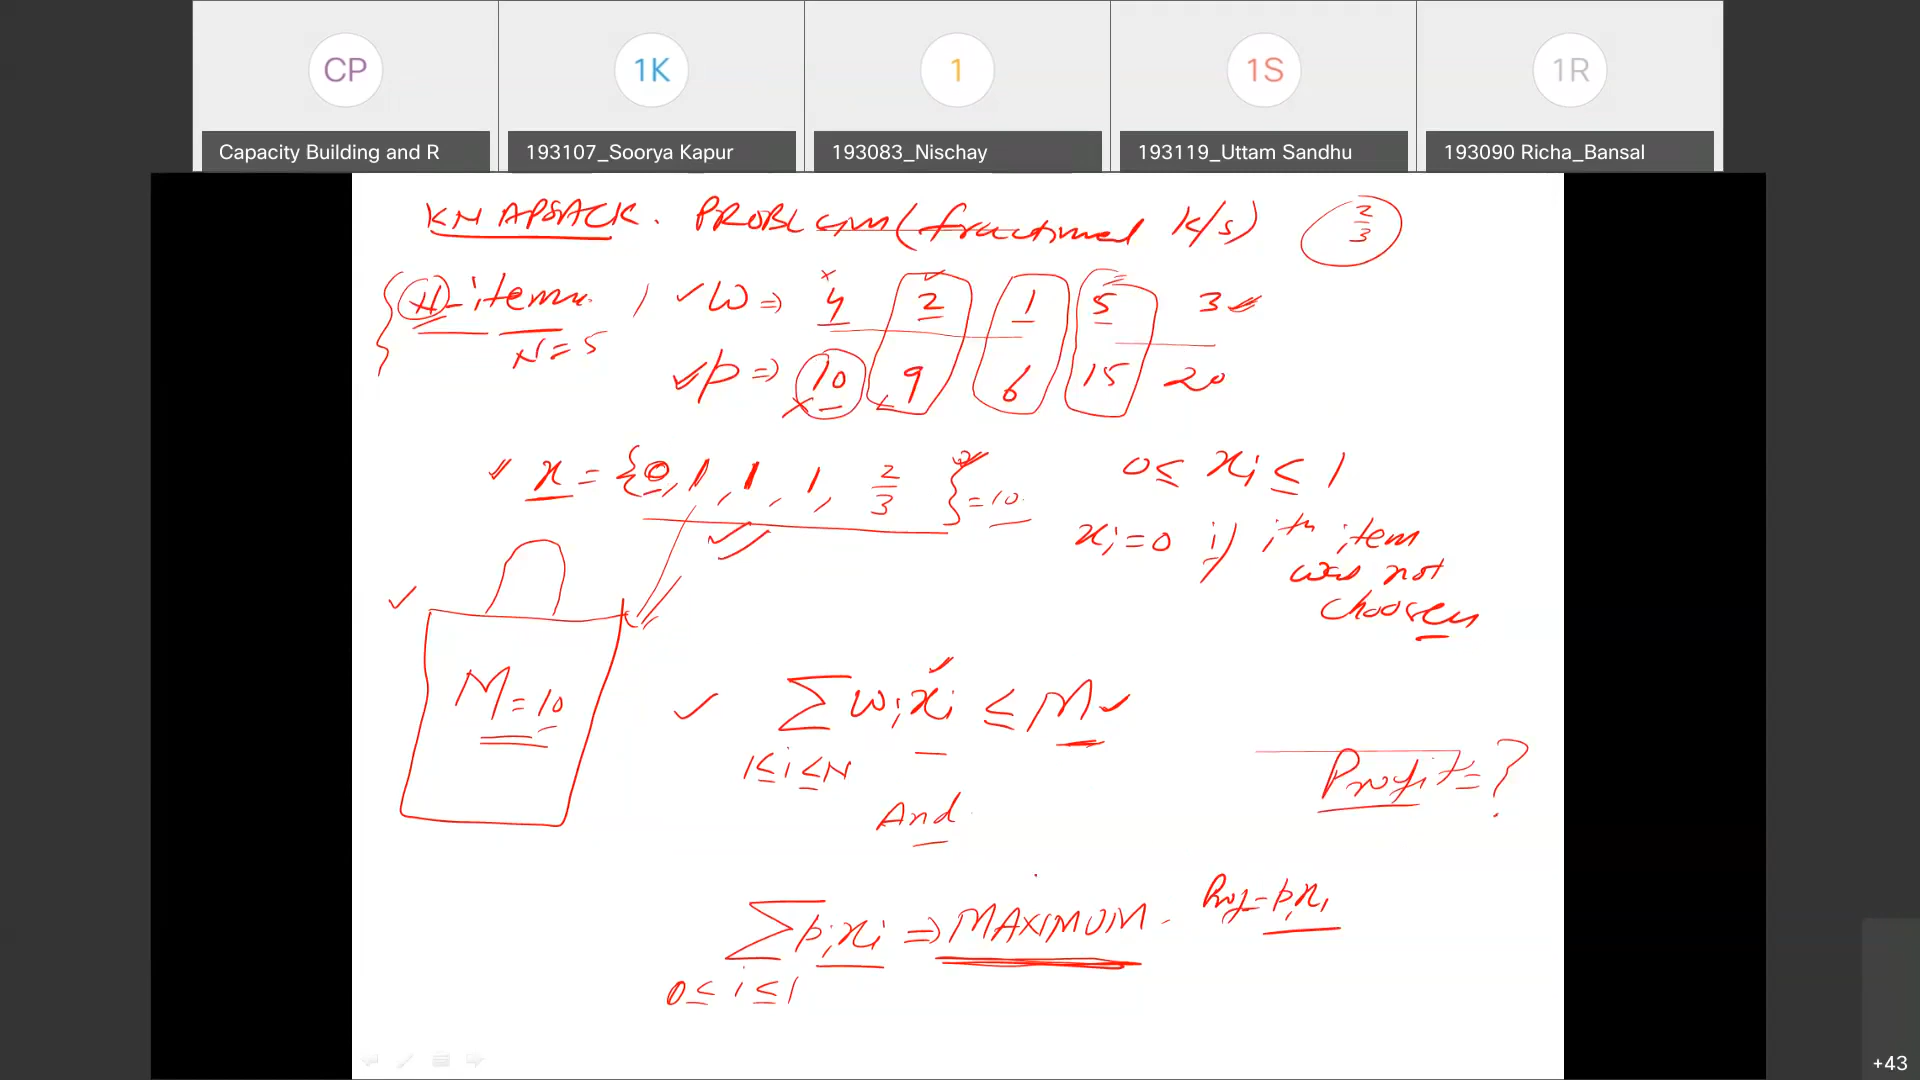 CP 1K 1 1S 1R
Capacity Building and R 193107_Soorya Kapur 193083_Nischay 193119_Uttam Sandhu 193090 Richa_Bansal
KNAPSACK. PROBLEM (fractional K/S) 2/3
N-items, W ⇒ 4 2 1 5 3
N=5
p ⇒ 10 9 6 15 20
x = {0, 1, 1, 1, 2/3} = 10 0 ≤ xi ≤ 1
xi = 0 if ith item
was not
choosen
M = 10
∑ wi xi ≤ M
1 ≤ i ≤ N
Profit = ?
And
∑ pi xi ⇒ MAXIMUM
0 ≤ i ≤ 1
+43